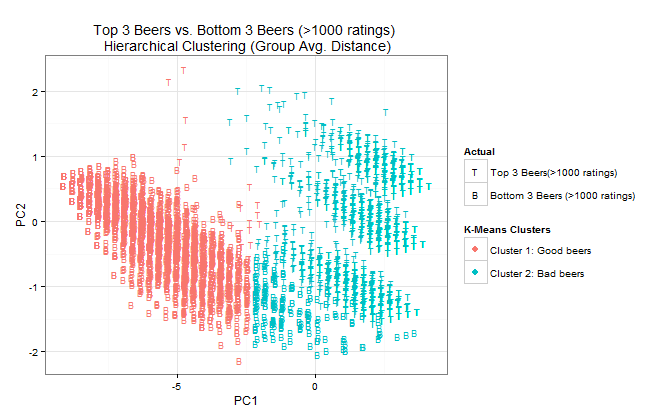 Top 3 Beers vs. Bottom 3 Beers (>1000 ratings)
Hierarchical Clustering (Group Avg. Distance)
PC2
2
1
0
-1
-2
-5
0
PC1
Actual
T Top 3 Beers(>1000 ratings)
B Bottom 3 Beers (>1000 ratings)
K-Means Clusters
Cluster 1: Good beers
Cluster 2: Bad beers